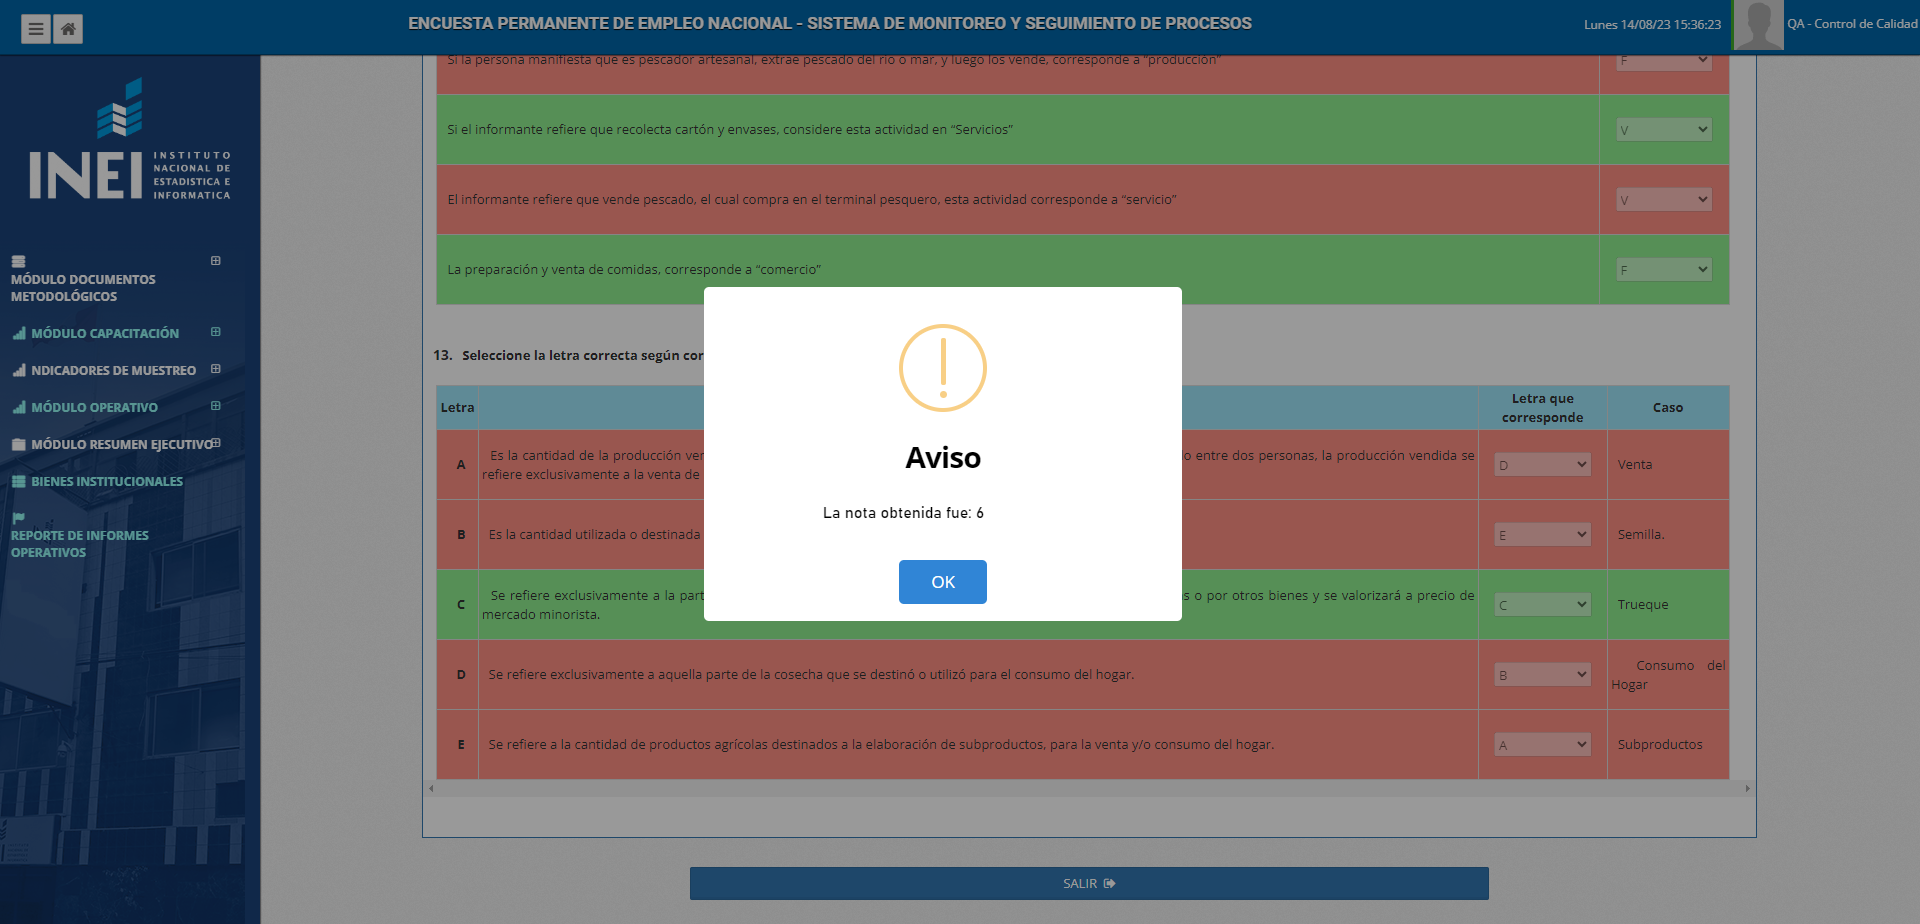 ENCUESTA PERMANENTE DE EMPLEO NACIONAL - SISTEMA DE MONITOREO Y SEGUIMIENTO DE PROCESOS
Lunes 14/08/23 15:36:23
QA - Control de Calidad
INEI
INSTITUTO
NACIONAL DE
ESTADISTICA E
INFORMATICA
MÓDULO DOCUMENTOS
METODOLÓGICOS
MÓDULO CAPACITACIÓN
NDICADORES DE MUESTREO
MÓDULO OPERATIVO
MÓDULO RESUMEN EJECUTIVO
BIENES INSTITUCIONALES
REPORTE DE INFORMES
OPERATIVOS
Si la persona manifiesta que es pescador artesanal, extrae pescado del río o mar, y luego los vende, corresponde a “producción”
F
Si el informante refiere que recolecta cartón y envases, considere esta actividad en “Servicios”
V
El informante refiere que vende pescado, el cual compra en el terminal pesquero, esta actividad corresponde a “servicio”
V
La preparación y venta de comidas, corresponde a “comercio”
F
13. Seleccione la letra correcta según cor
Letra
Letra que
corresponde
Caso
A
Es la cantidad de la producción ver
o entre dos personas, la producción vendida se
refiere exclusivamente a la venta de
D
Venta
B
Es la cantidad utilizada o destinada
E
Semilla.
C
Se refiere exclusivamente a la part
s o por otros bienes y se valorizará a precio de
mercado minorista.
C
Trueque
D
Se refiere exclusivamente a aquella parte de la cosecha que se destinó o utilizó para el consumo del hogar.
B
Consumo del
Hogar
E
Se refiere a la cantidad de productos agrícolas destinados a la elaboración de subproductos, para la venta y/o consumo del hogar.
A
Subproductos
Aviso
La nota obtenida fue: 6
OK
SALIR